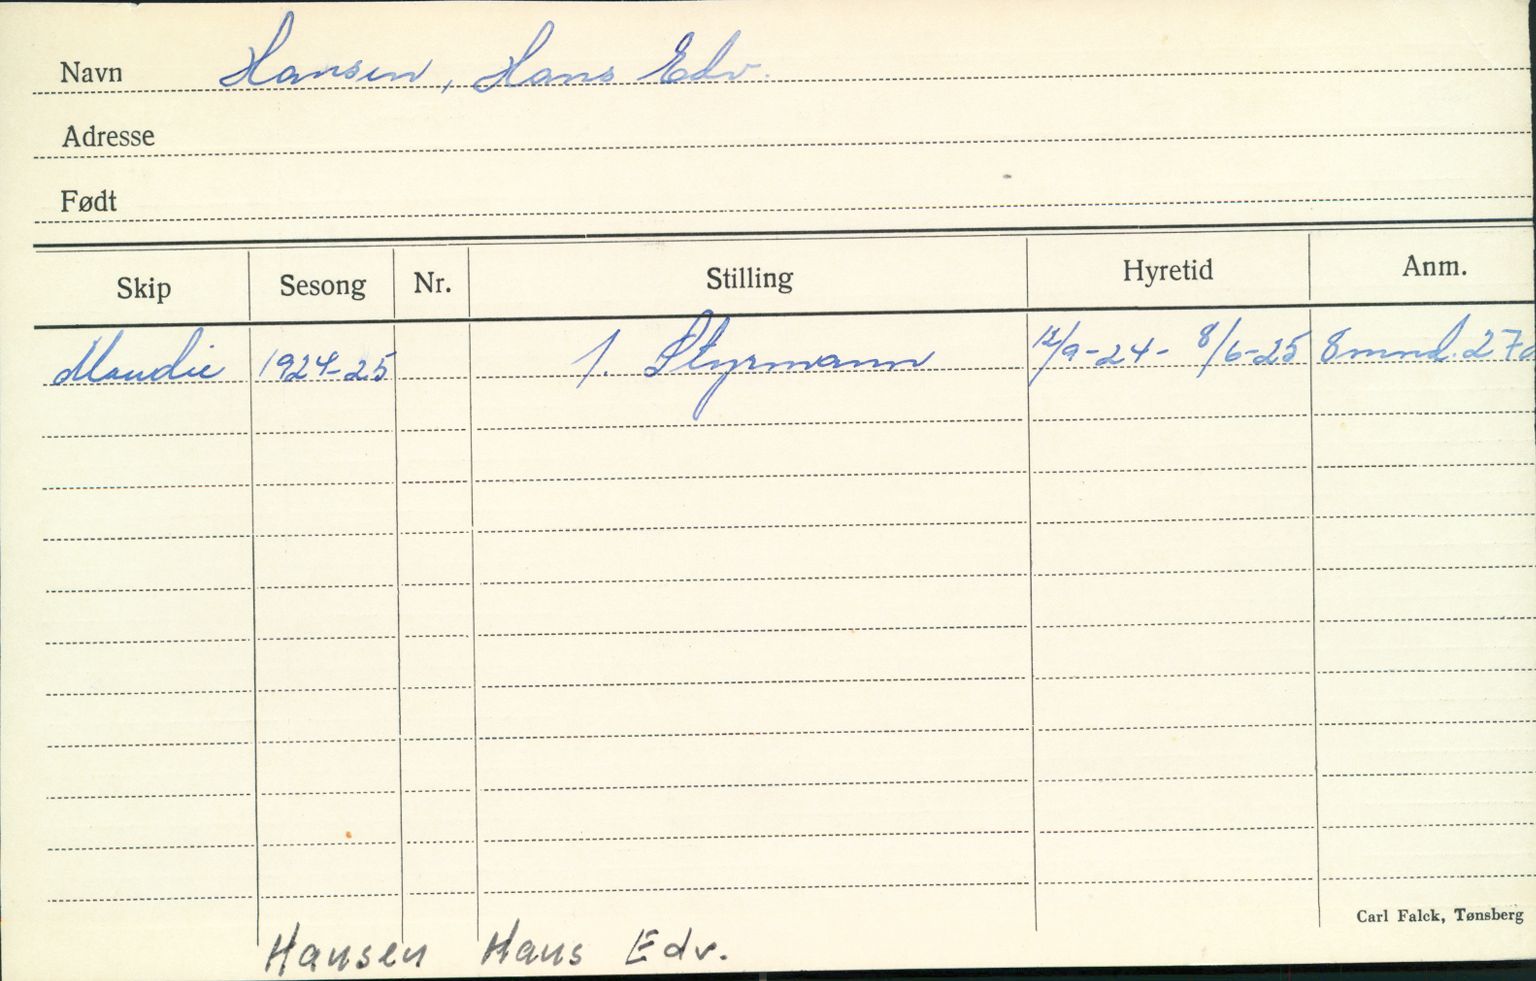 Navn Hansen, Hans Edv.
Adresse
Født
Skip Sesong Nr. Stilling Hyretid Anm.
Maudie 1924-25 1. Styrmann 12/9-24- 8/6-25 8 mnd. 27d
Carl Falck, Tønsberg
Hansen Hans Edv.